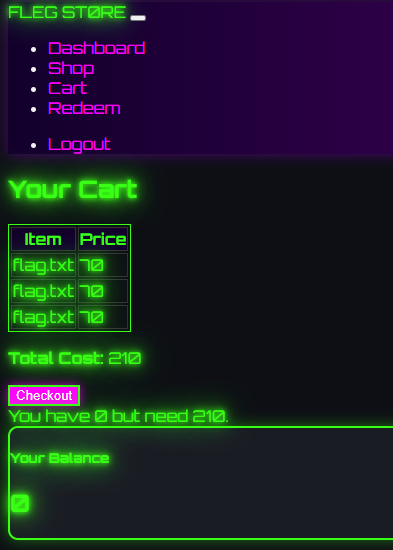 FLEG ST0RE
Dashboard
Shop
Cart
Redeem
Logout
Your Cart
Item Price
flag.txt 70
flag.txt 70
flag.txt 70
Total Cost: 210
Checkout
You have 0 but need 210.
Your Balance
0